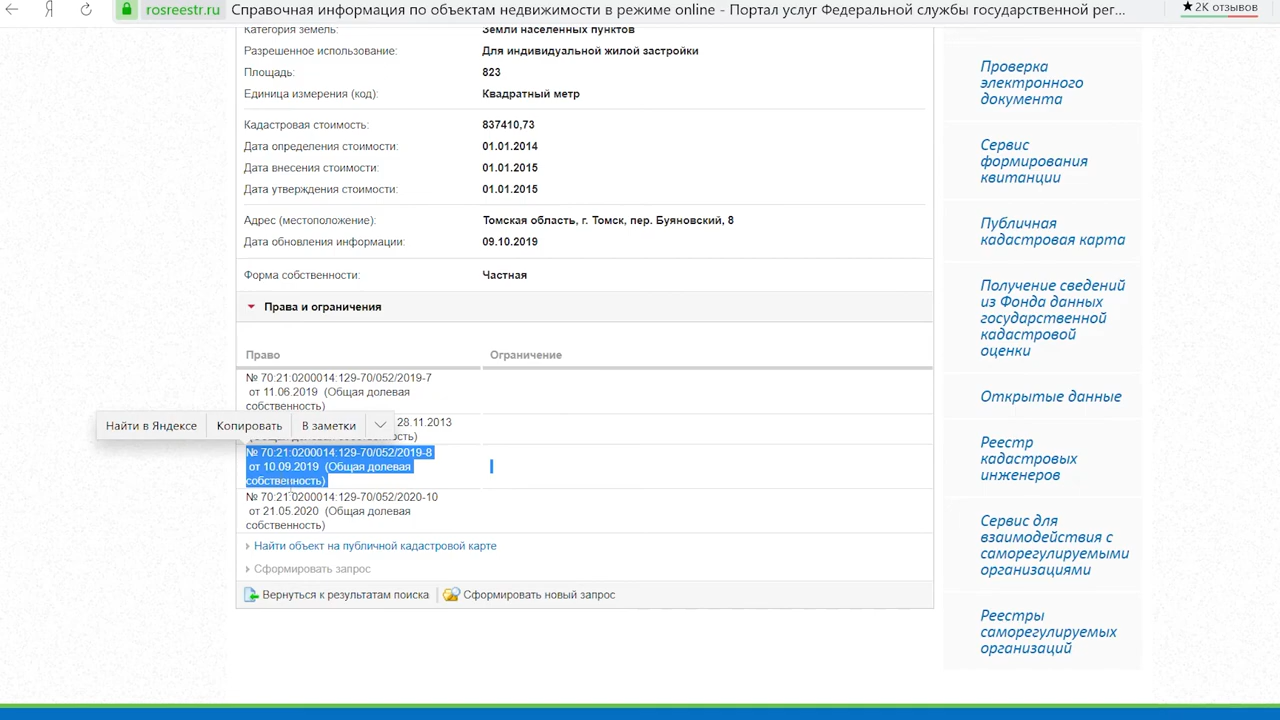 Я rosreestr.ru Справочная информация по объектам недвижимости в режиме online - Портал услуг Федеральной службы государственной рег... ★2K отзывов
Категория земель: Земли населенных пунктов
Разрешенное использование: Для индивидуальной жилой застройки
Площадь: 823
Единица измерения (код): Квадратный метр
Кадастровая стоимость: 837410,73
Дата определения стоимости: 01.01.2014
Дата внесения стоимости: 01.01.2015
Дата утверждения стоимости: 01.01.2015
Адрес (местоположение): Томская область, г. Томск, пер. Буяновский, 8
Дата обновления информации: 09.10.2019
Форма собственности: Частная
Права и ограничения
Право Ограничение
№ 70:21:0200014:129-70/052/2019-7
от 11.06.2019 (Общая долевая
собственность)
28.11.2013
Найти в Яндексе Копировать В заметки
№ 70:21:0200014:129-70/052/2019-8
от 10.09.2019 (Общая долевая
собственность)
№ 70:21:0200014:129-70/052/2020-10
от 21.05.2020 (Общая долевая
собственность)
Найти объект на публичной кадастровой карте
Сформировать запрос
Вернуться к результатам поиска Сформировать новый запрос
Проверка
электронного
документа
Сервис
формирования
квитанции
Публичная
кадастровая карта
Получение сведений
из Фонда данных
государственной
кадастровой
оценки
Открытые данные
Реестр
кадастровых
инженеров
Сервис для
взаимодействия с
саморегулируемыми
организациями
Реестры
саморегулируемых
организаций